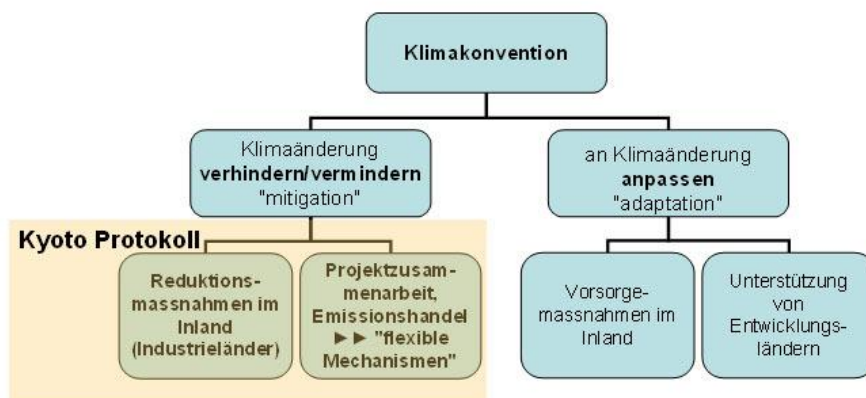 Klimakonvention
Klimaänderung
verhindern/vermindern
"mitigation"
an Klimaänderung
anpassen
"adaptation"
Kyoto Protokoll
Reduktions-
massnahmen im
Inland
(Industrieländer)
Projektzusam-
menarbeit,
Emissionshandel
►► "flexible
Mechanismen"
Vorsorge-
massnahmen im
Inland
Unterstützung
von
Entwicklungs-
ländern